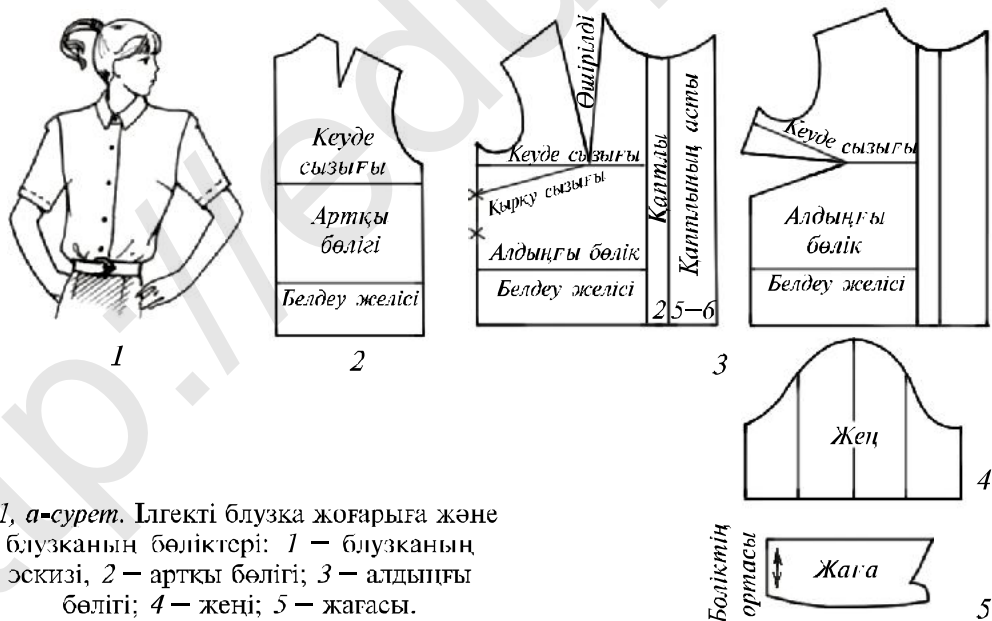 Кеуде
сызығы
Артқы
бөлігі
Белдеу желісі
1
2
Өшірілді
Кеуде сызығы
Қырқу сызығы
Алдыңғы бөлік
Белдеу желісі
Қаптлы
Қаптлының асты
2
5—6
3
Кеуде сызығы
Алдыңғы
бөлік
Белдеу желісі
Жең
4
1, а-сурет. Ілгекті блузка жоғарыға және
блузканың бөліктері: 1 — блузканың
эскизі, 2 — артқы бөлігі; 3 — алдыңғы
бөлігі; 4 — жеңі; 5 — жағасы.
Бөліктің
ортасы
Жаға
5